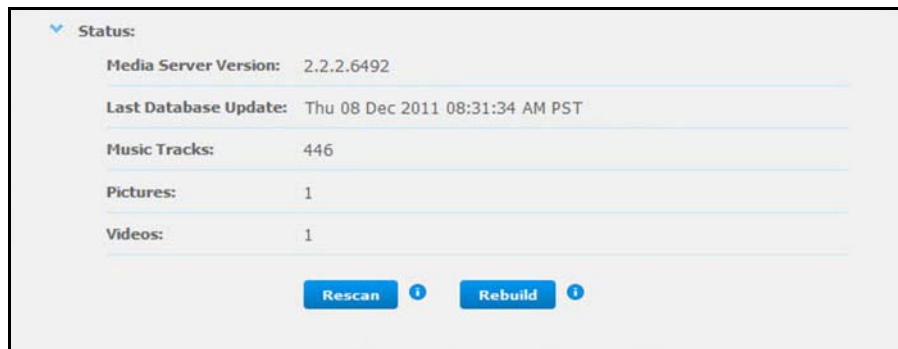 Status:
Media Server Version: 2.2.2.6492
Last Database Update: Thu 08 Dec 2011 08:31:34 AM PST
Music Tracks: 446
Pictures: 1
Videos: 1
Rescan i Rebuild i